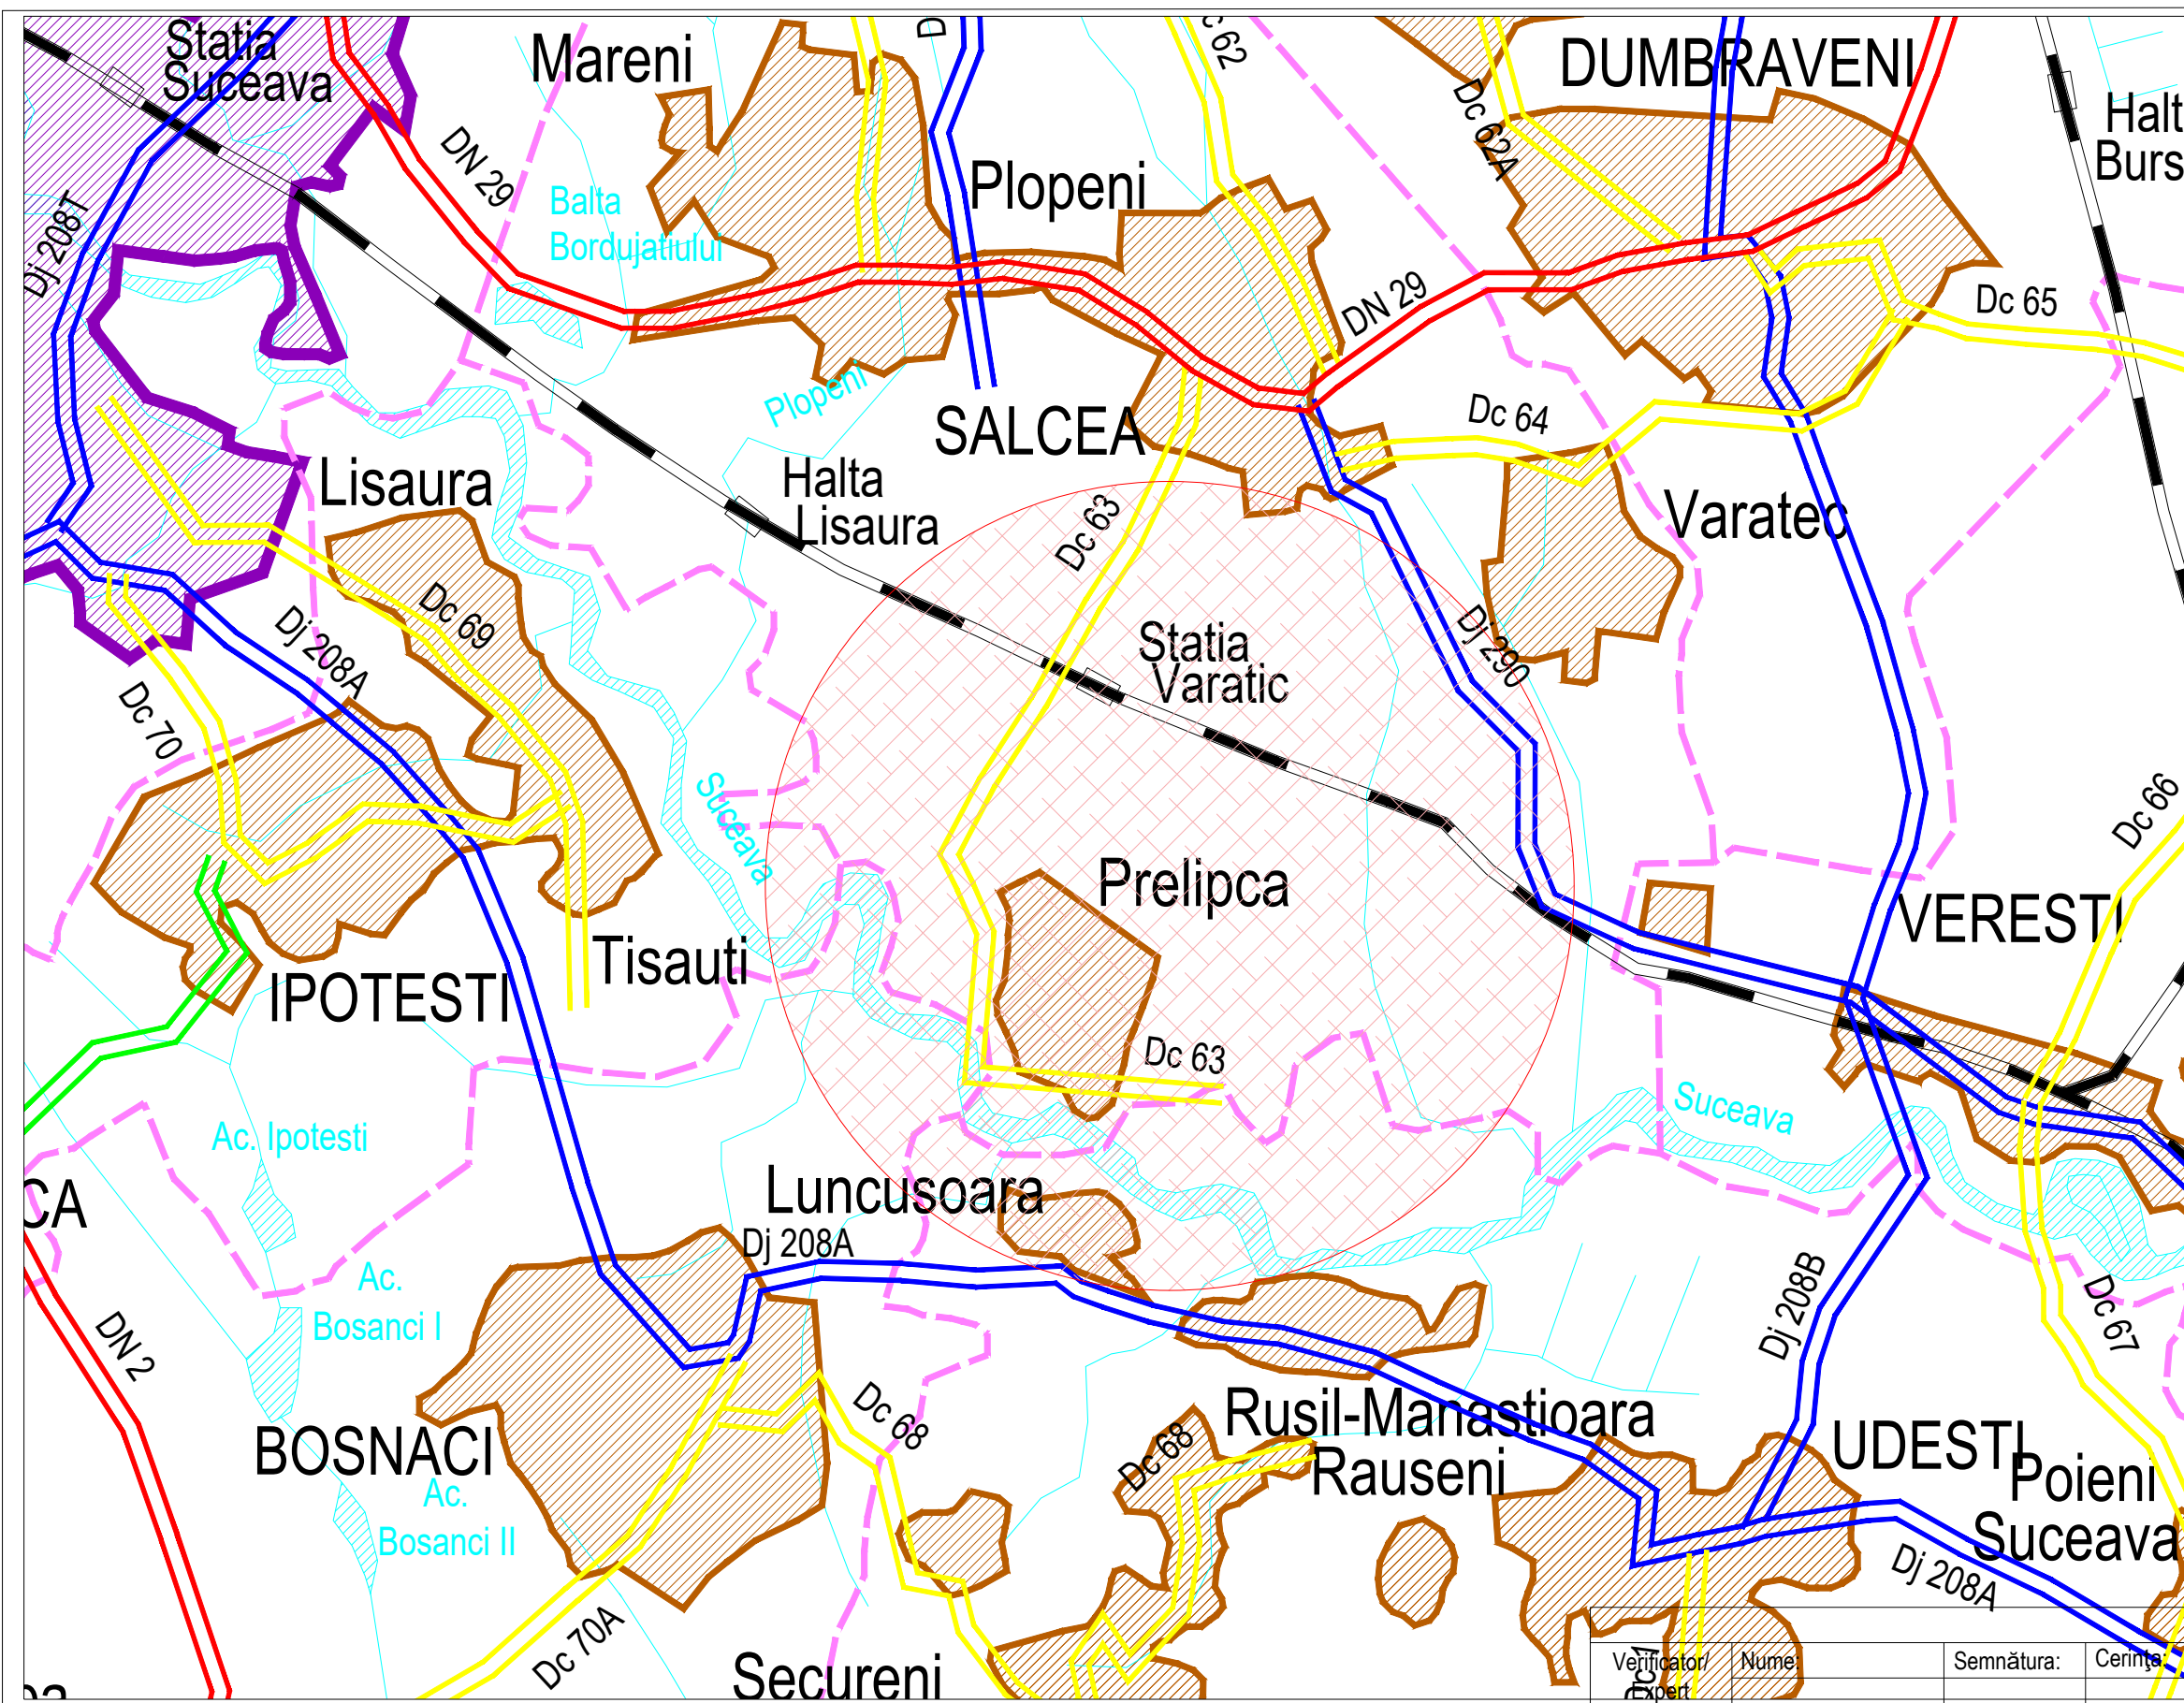 Statia
Suceava
Mareni
D
Dc 62
DUMBRAVENI
Halt
Burs
DN 29
Dc 62A
Balta
Bordujatiului
Plopeni
Dj 208T
DN 29
Dc 65
Plopeni
SALCEA
Dc 64
Lisaura
Halta
Lisaura
Varatec
Dc 63
Dc 69
Dj 208A
Statia
Varatic
Dj 290
Dc 70
Suceava
Dc 66
Prelipca
VERESTI
Tisauti
IPOTESTI
Dc 63
Suceava
Ac. Ipotesti
CA
Luncusoara
Dj 208A
Ac.
Bosanci I
DN 2
Dj 208B
Dc 67
Dc 68
Rusil-Manastioara
Rauseni
Dc 68
BOSNACI
UDESTI
Poieni
Suceava
Ac.
Bosanci II
Dj 208A
Dc 70A
Secureni
Verificator/
Expert
Nume:
Semnătura:
Cerinţa: